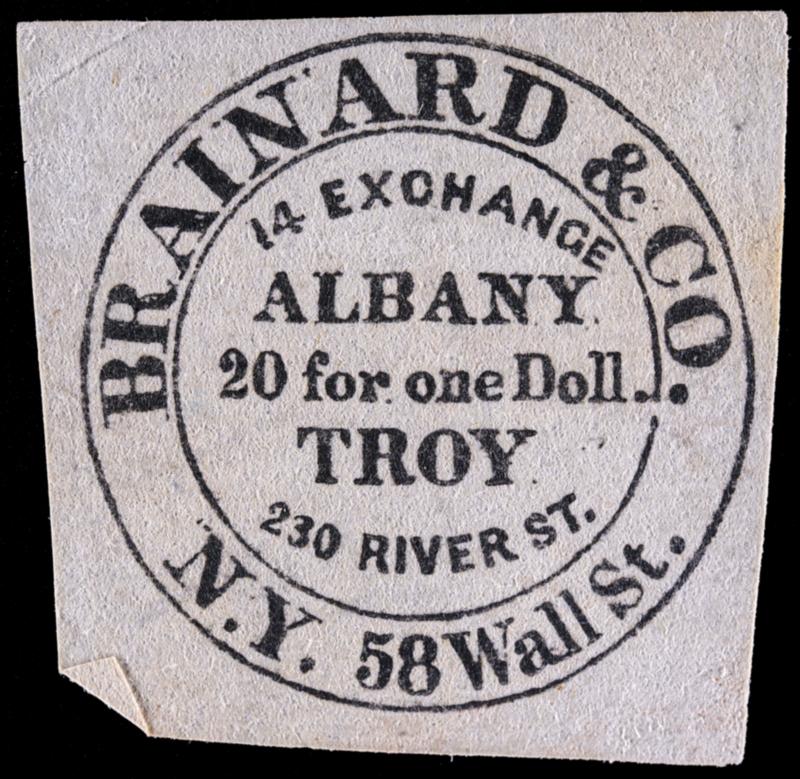 BRAINARD & CO.
14 EXCHANGE
ALBANY
20 for one Doll.
TROY
230 RIVER ST.
N.Y. 58 Wall St.